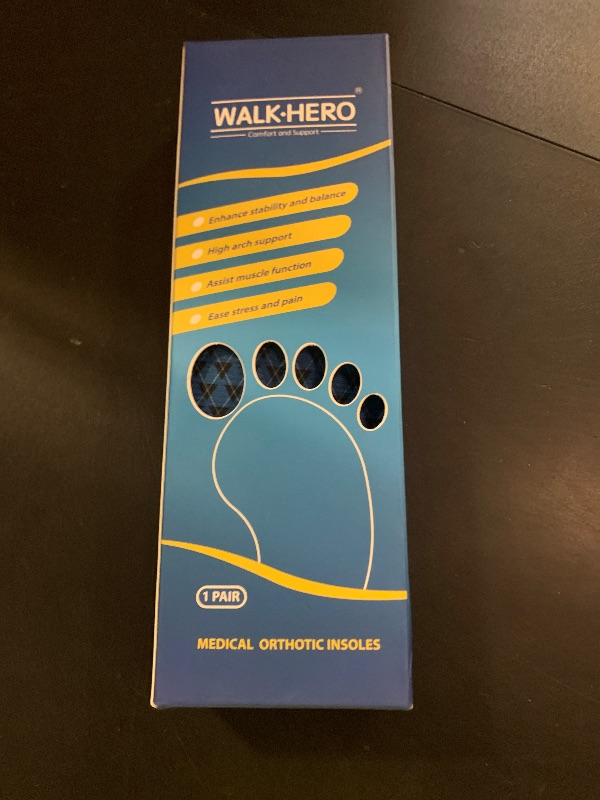 WALK·HERO®
Comfort and Support
Enhance stability and balance
High arch support
Assist muscle function
Ease stress and pain
1 PAIR
MEDICAL ORTHOTIC INSOLES